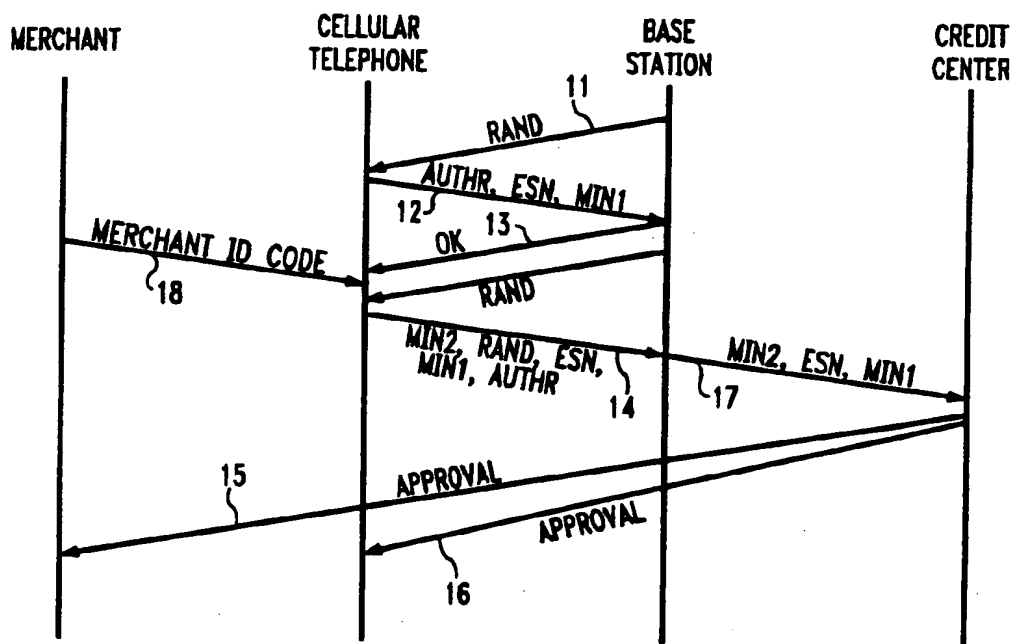 MERCHANT
CELLULAR
TELEPHONE
BASE
STATION
CREDIT
CENTER
11
RAND
AUTHR, ESN, MIN1
12
13
OK
MERCHANT ID CODE
18
RAND
MIN2, RAND, ESN,
MIN1, AUTHR
14
MIN2, ESN, MIN1
17
15
APPROVAL
APPROVAL
16